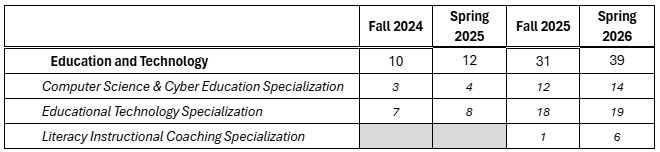 Fall 2024 Spring 2025 Fall 2025 Spring 2026
Education and Technology 10 12 31 39
Computer Science & Cyber Education Specialization 3 4 12 14
Educational Technology Specialization 7 8 18 19
Literacy Instructional Coaching Specialization 1 6